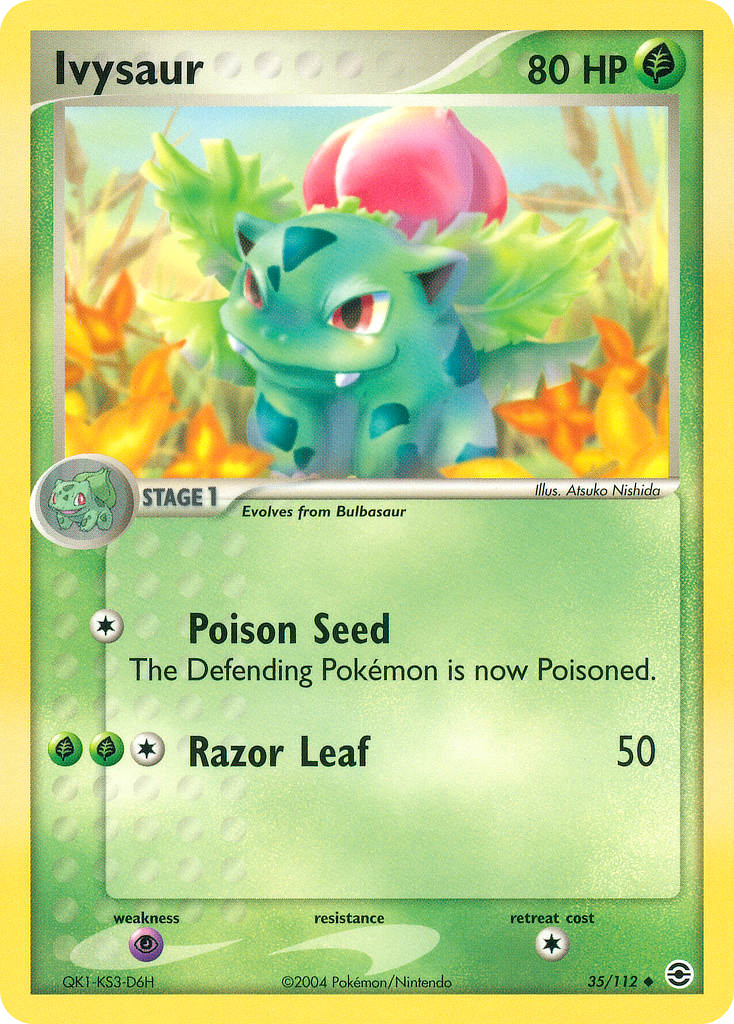 Ivysaur 80 HP
Illus. Atsuko Nishida
STAGE 1
Evolves from Bulbasaur
Poison Seed
The Defending Pokémon is now Poisoned.
Razor Leaf 50
weakness resistance retreat cost
QK1-KS3-D6H ©2004 Pokémon/Nintendo 35/112